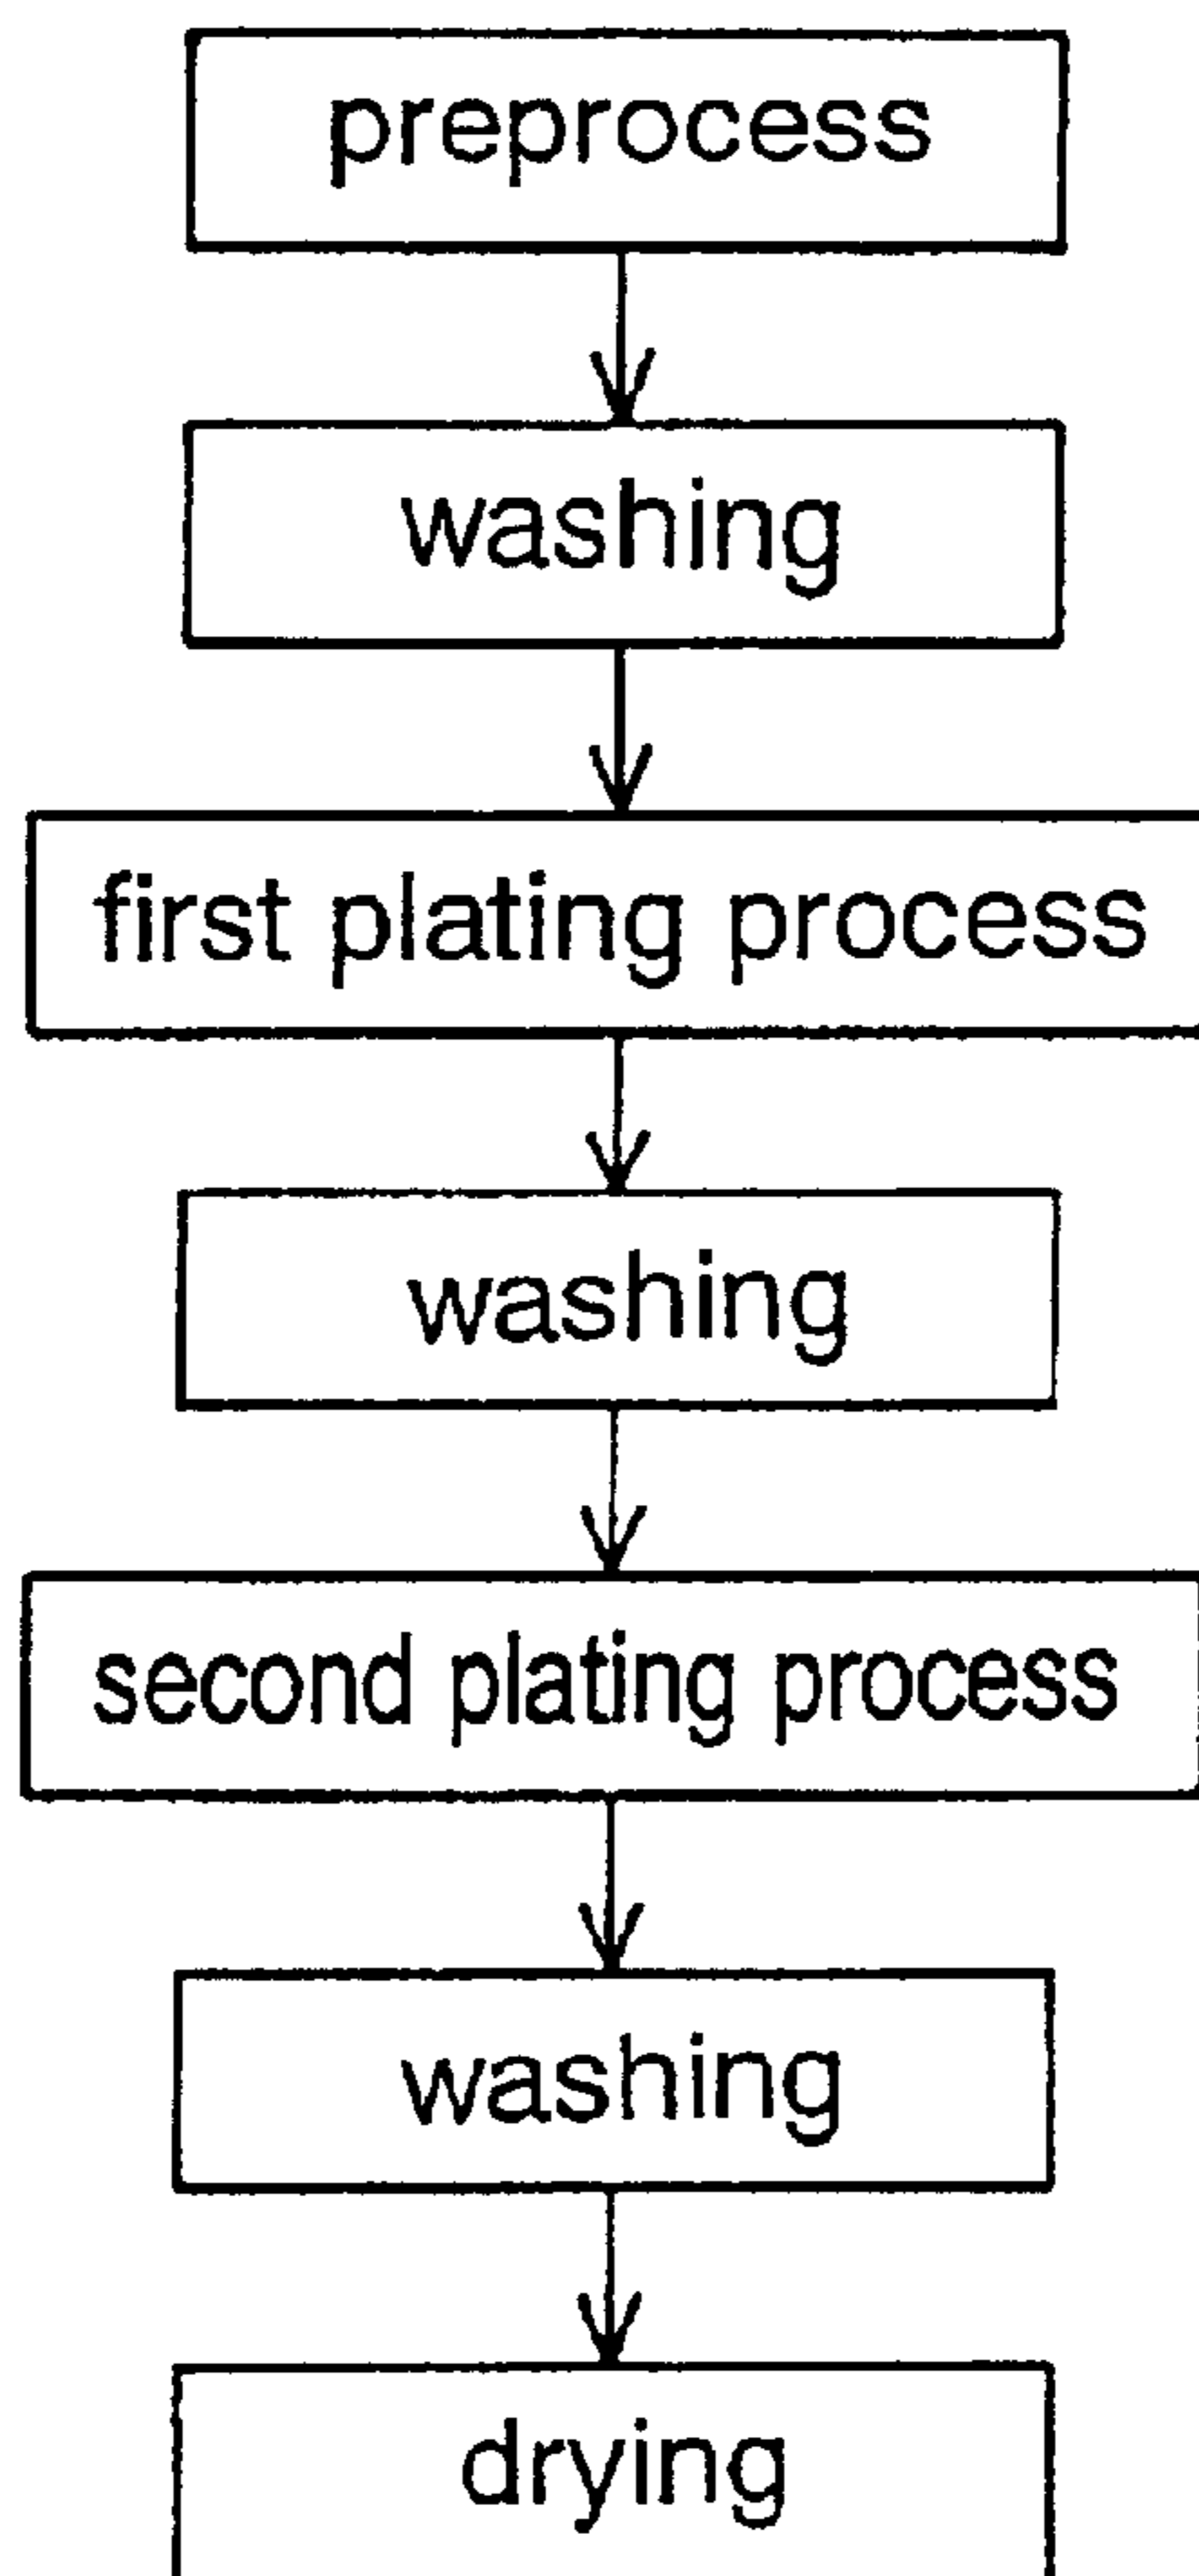 preprocess
washing
first plating process
washing
second plating process
washing
drying